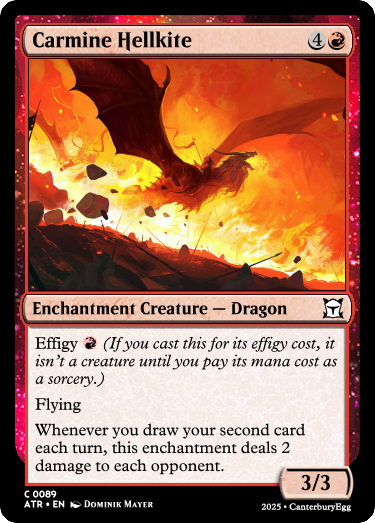 Carmine Hellkite 4
Enchantment Creature — Dragon
Effigy (If you cast this for its effigy cost, it
isn't a creature until you pay its mana cost as
a sorcery.)
Flying
Whenever you draw your second card
each turn, this enchantment deals 2
damage to each opponent.
3/3
C 0089
ATR • EN Dominik Mayer
2025 • CanterburyEgg